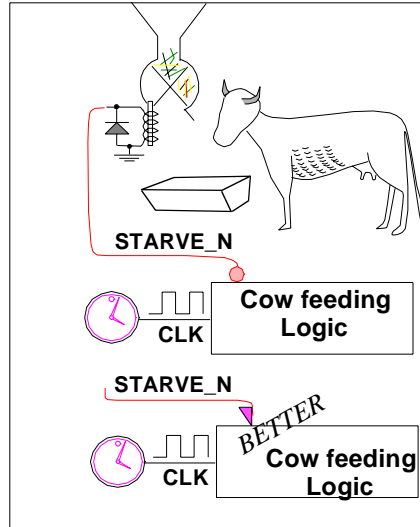 STARVE_N
Cow feeding
Logic
CLK
STARVE_N
BETTER
Cow feeding
Logic
CLK